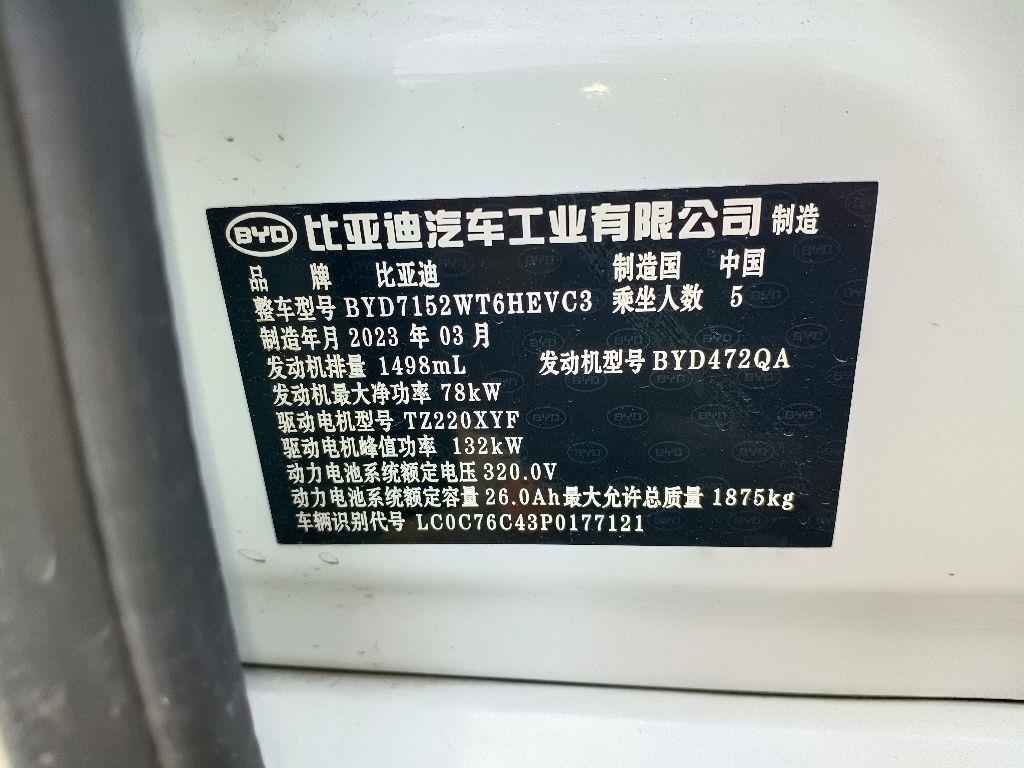 BYD 比亚迪汽车工业有限公司 制造
品 牌 比亚迪 制造国 中国
整车型号 BYD7152WT6HEVC3 乘坐人数 5
制造年月 2023 年 03 月
发动机排量 1498mL 发动机型号 BYD472QA
发动机最大净功率 78kW
驱动电机型号 TZ220XYF
驱动电机峰值功率 132kW
动力电池系统额定电压 320.0V
动力电池系统额定容量 26.0Ah 最大允许总质量 1875kg
车辆识别代号 LC0C76C43P0177121